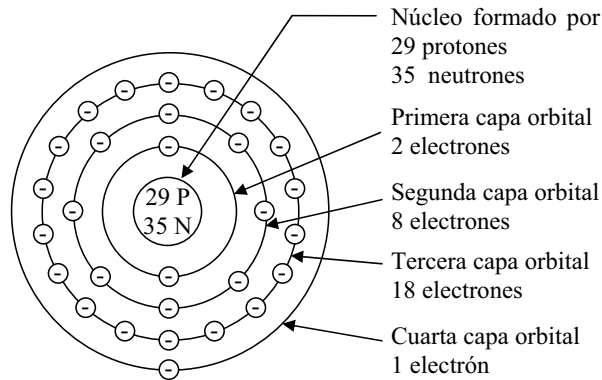 Núcleo formado por
29 protones
35 neutrones
Primera capa orbital
2 electrones
29 P
35 N
Segunda capa orbital
8 electrones
Tercera capa orbital
18 electrones
Cuarta capa orbital
1 electrón